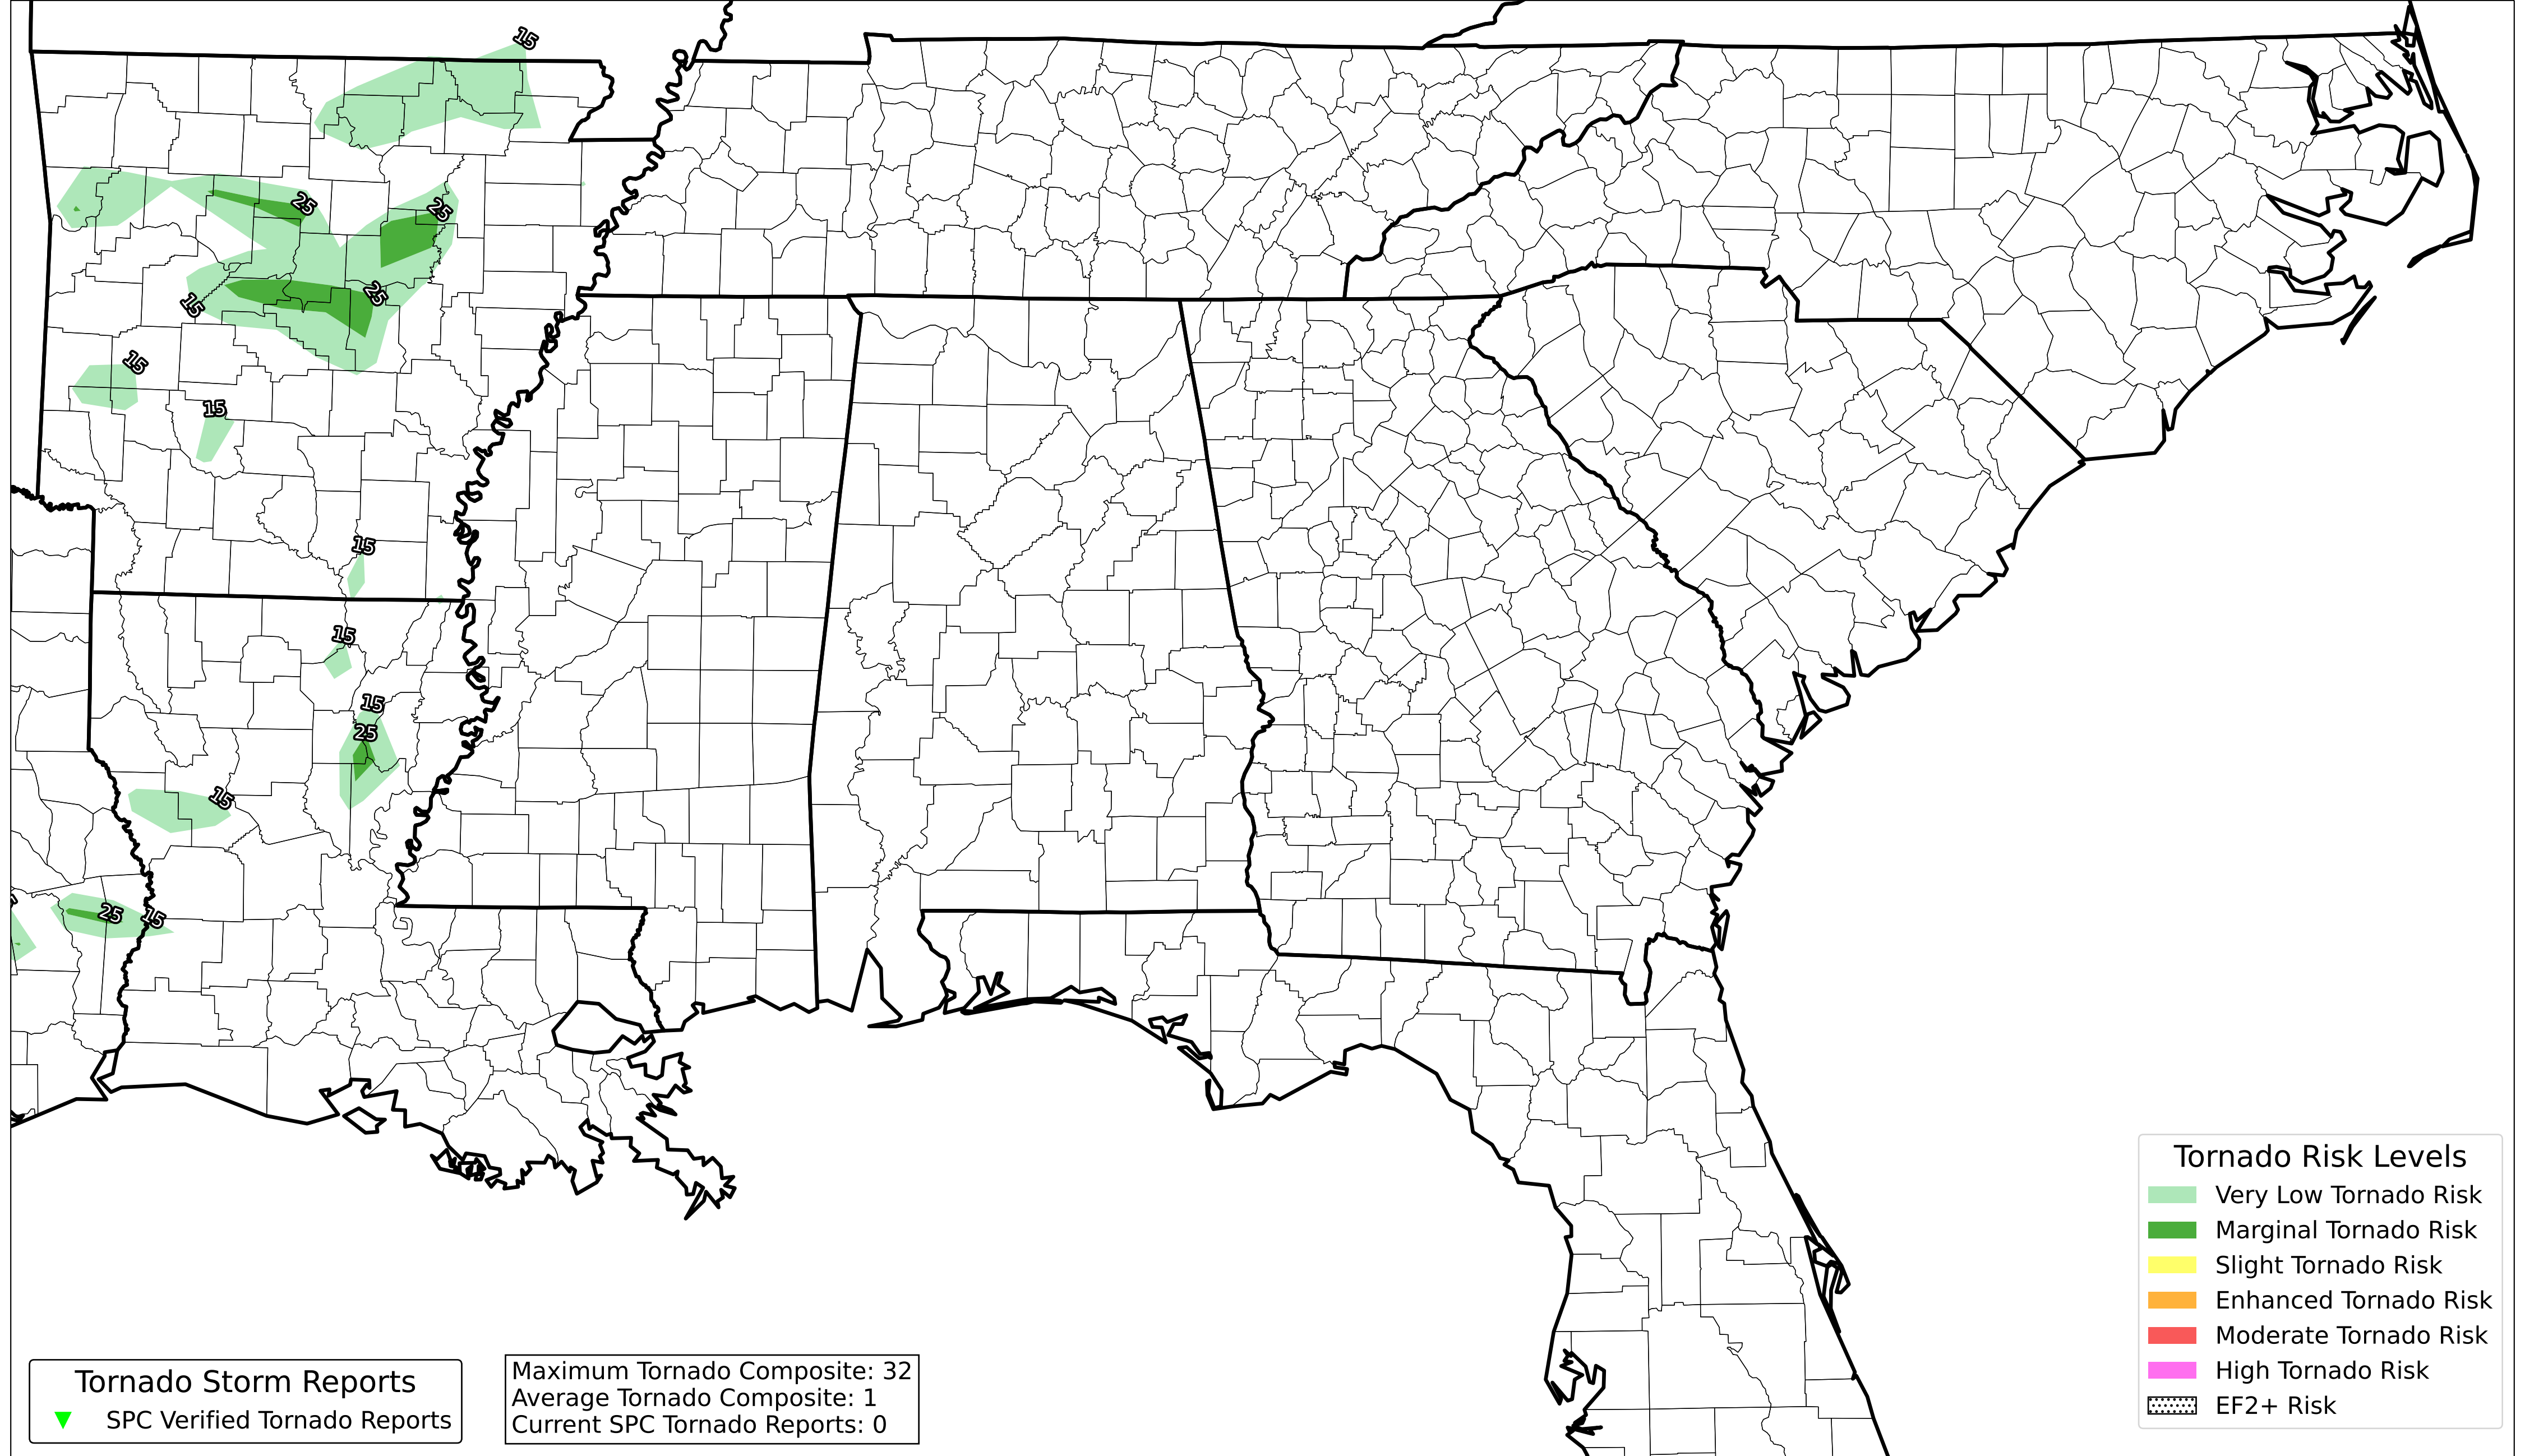 15
25
25
25
15
15
15
15
15
15
25
15
25
15
Tornado Risk Levels
Very Low Tornado Risk
Marginal Tornado Risk
Slight Tornado Risk
Enhanced Tornado Risk
Moderate Tornado Risk
High Tornado Risk
EF2+ Risk
Tornado Storm Reports
SPC Verified Tornado Reports
Maximum Tornado Composite: 32
Average Tornado Composite: 1
Current SPC Tornado Reports: 0